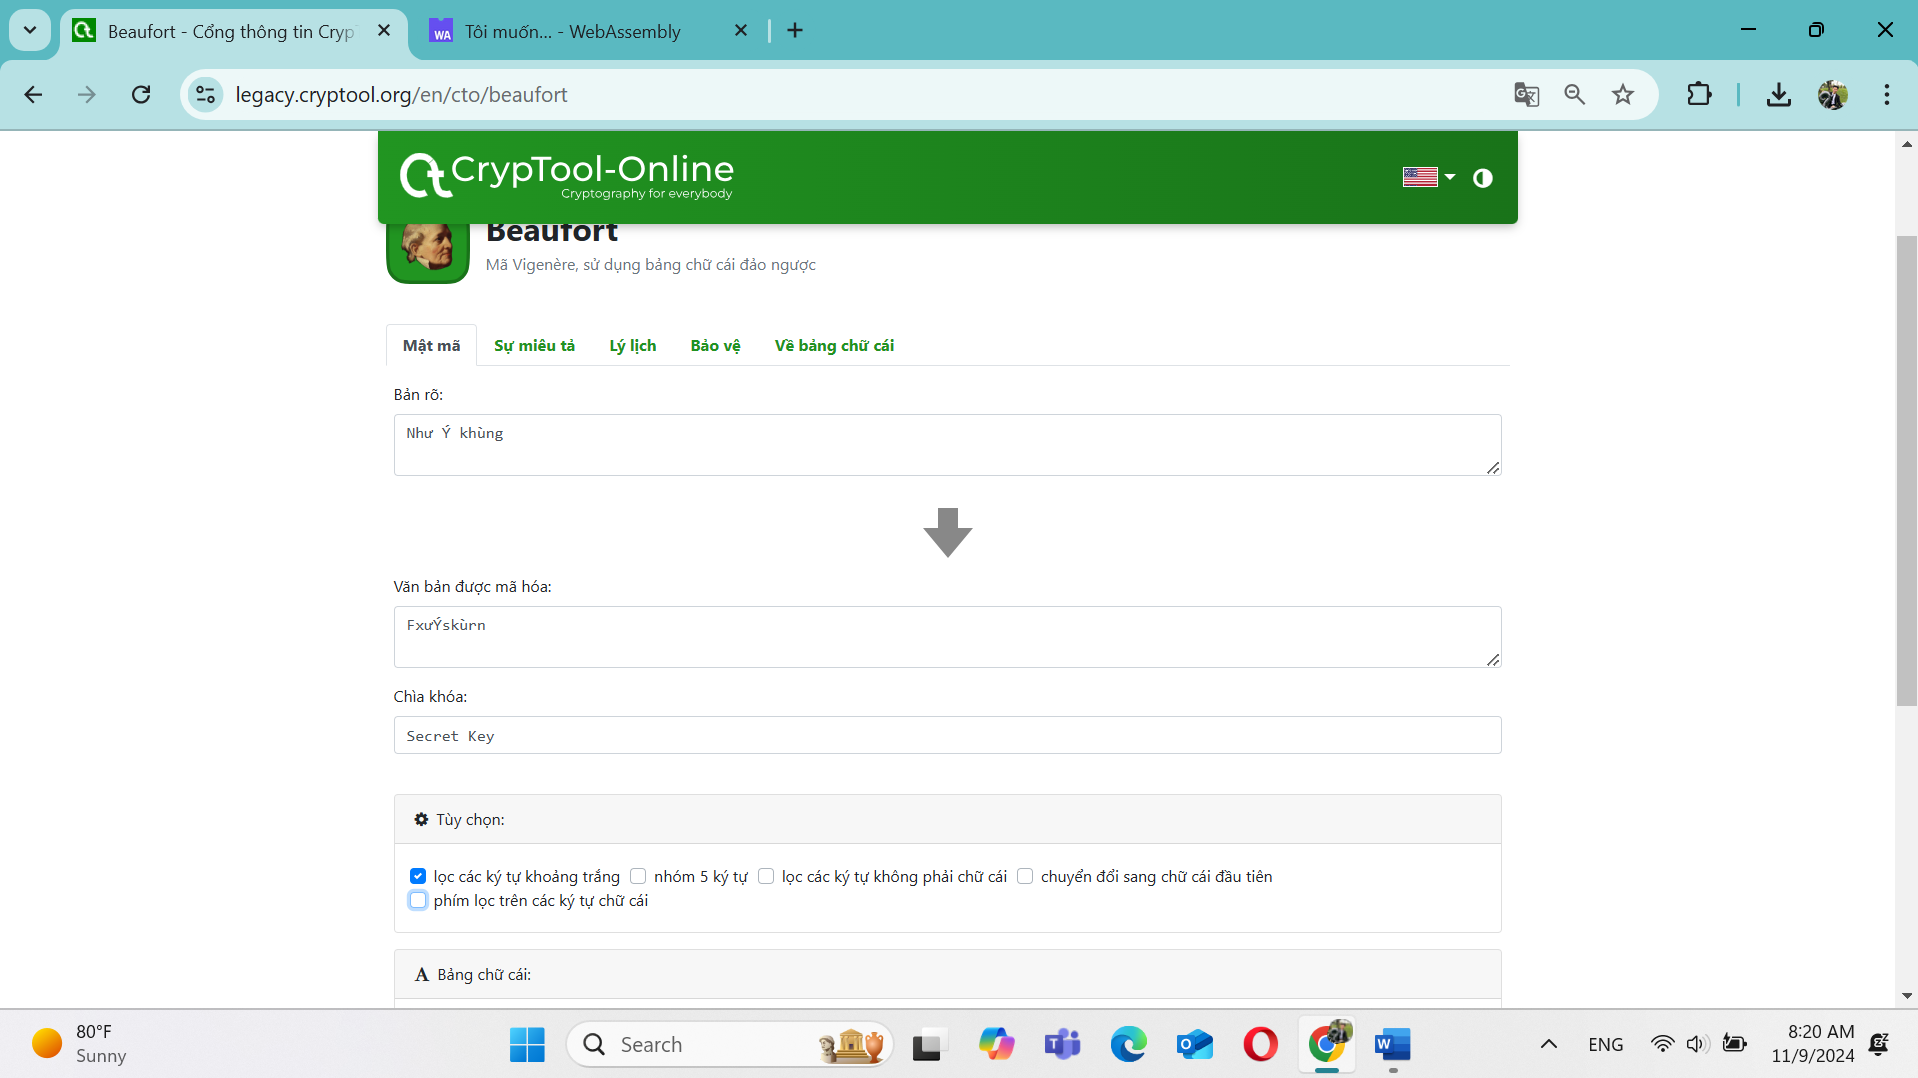 Beaufort - Cổng thông tin Cryp
Tôi muốn... - WebAssembly
legacy.cryptool.org/en/cto/beaufort
CrypTool-Online
Cryptography for everybody
Beaufort
Mã Vigenère, sử dụng bảng chữ cái đảo ngược
Mật mã Sự miêu tả Lý lịch Bảo vệ Về bảng chữ cái
Bản rõ:
Như Ý khùng
Văn bản được mã hóa:
FxưÝskùrn
Chìa khóa:
Secret Key
Tùy chọn:
lọc các ký tự khoảng trắng nhóm 5 ký tự lọc các ký tự không phải chữ cái chuyển đổi sang chữ cái đầu tiên
phím lọc trên các ký tự chữ cái
A Bảng chữ cái:
80°F
Sunny
Search
ENG
8:20 AM
11/9/2024